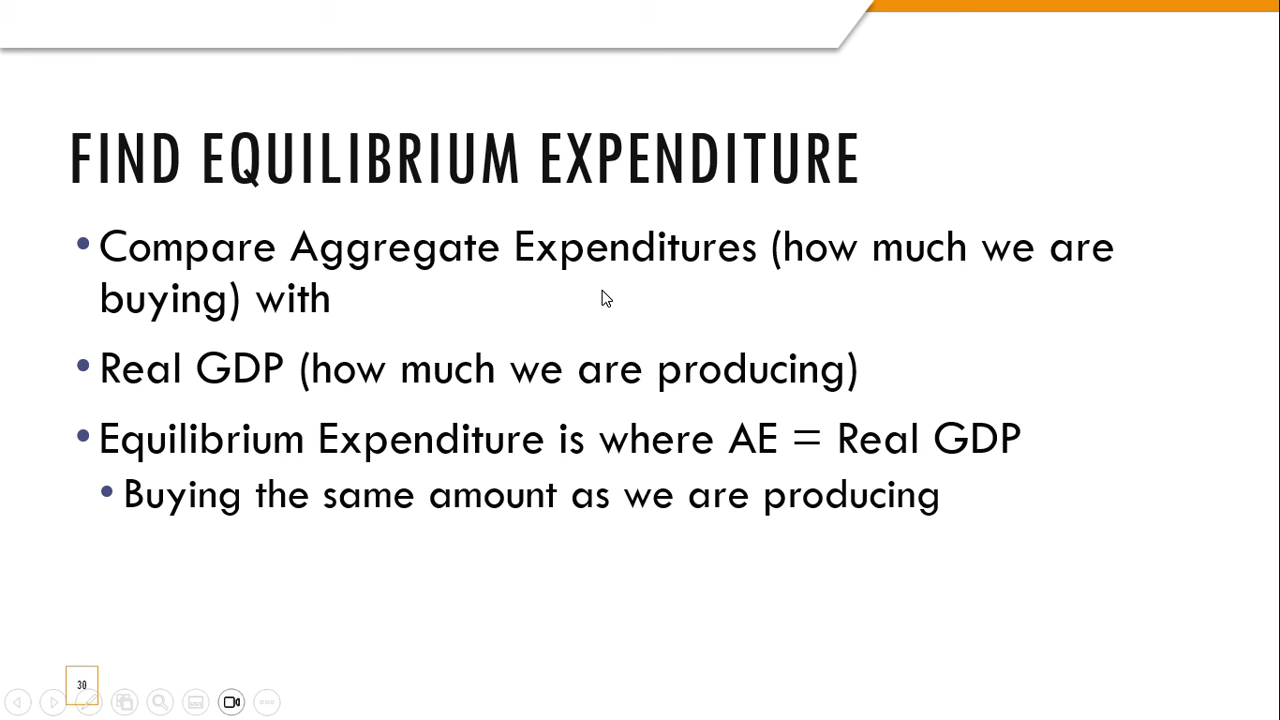 FIND EQUILIBRIUM EXPENDITURE
• Compare Aggregate Expenditures (how much we are
buying) with
• Real GDP (how much we are producing)
• Equilibrium Expenditure is where AE = Real GDP
• Buying the same amount as we are producing
30